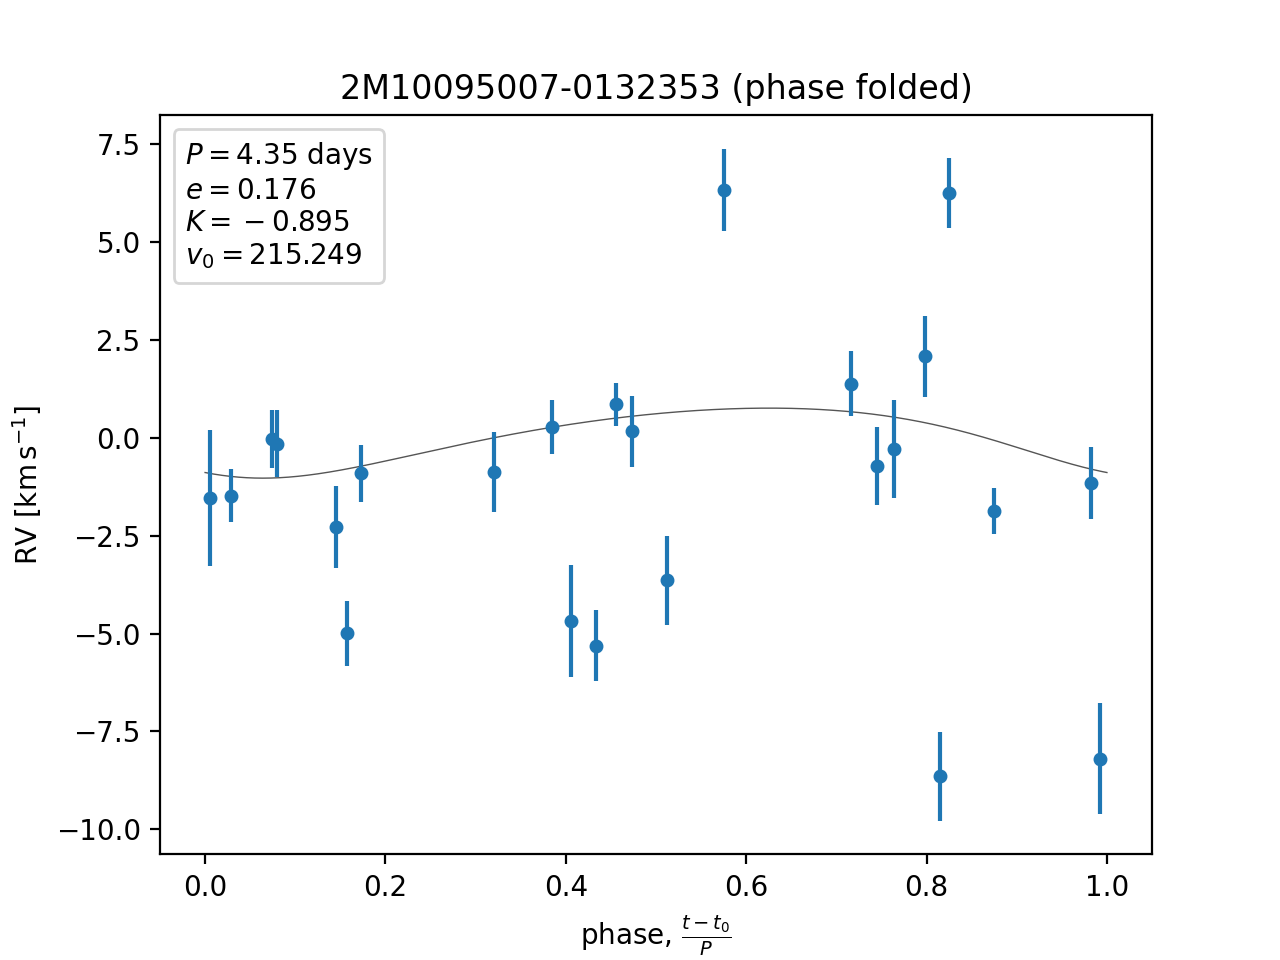 2M10095007-0132353 (phase folded)
P = 4.35 days
e = 0.176
K = −0.895
v₀ = 215.249
7.5
5.0
2.5
0.0
−2.5
−5.0
−7.5
−10.0
RV [km s⁻¹]
0.0 0.2 0.4 0.6 0.8 1.0
phase, (t − t₀)/P